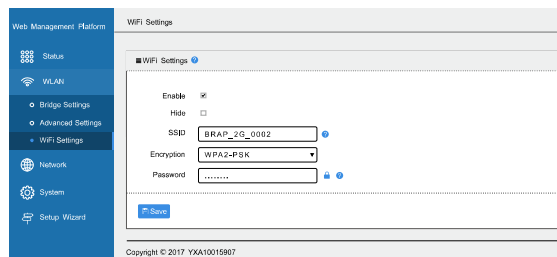 Web Management Platform
Status
WLAN
Bridge Settings
Advanced Settings
WiFi Settings
Network
System
Setup Wizard
WiFi Settings
WiFi Settings
Enable
Hide
SSID BRAP_2G_0002
Encryption WPA2-PSK
Password ........
Save
Copyright © 2017 YXA10015907